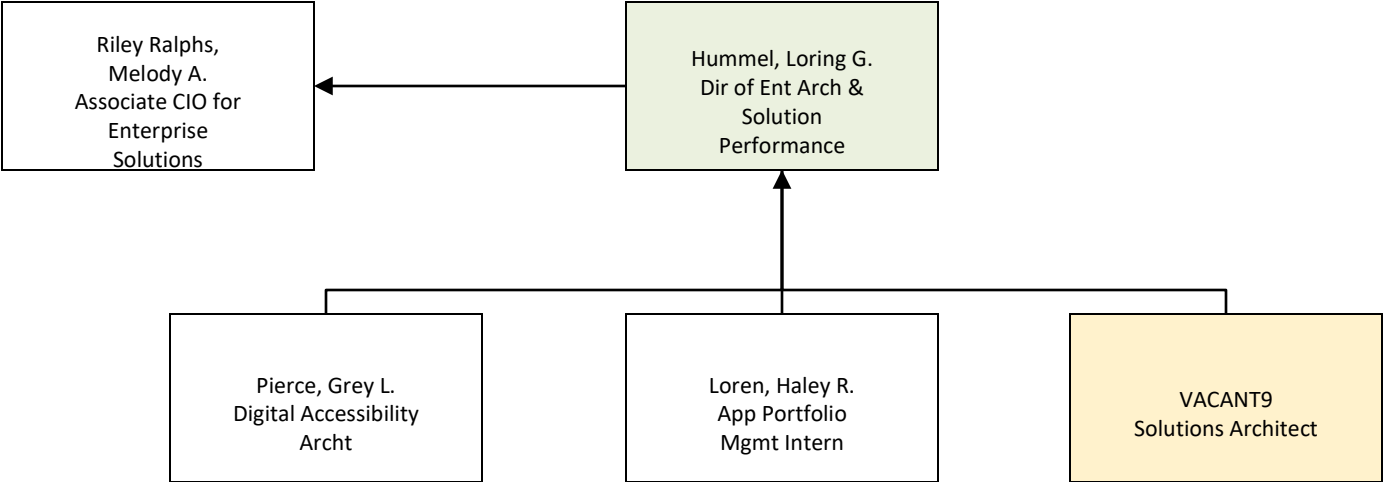 Riley Ralphs,
Melody A.
Associate CIO for
Enterprise
Solutions
Hummel, Loring G.
Dir of Ent Arch &
Solution
Performance
Pierce, Grey L.
Digital Accessibility
Archt
Loren, Haley R.
App Portfolio
Mgmt Intern
VACANT9
Solutions Architect